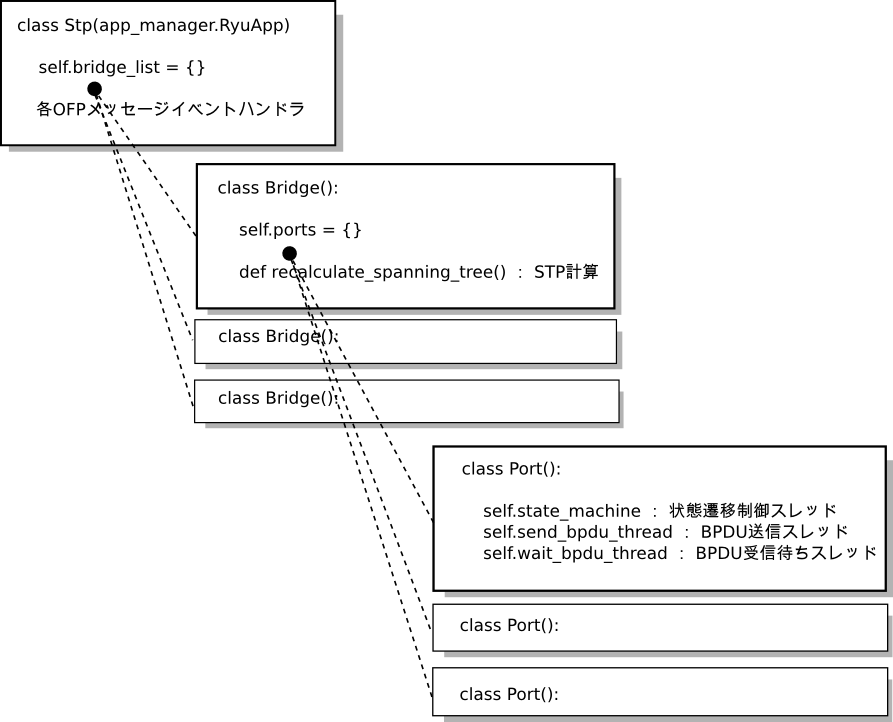 class Stp(app_manager.RyuApp)
self.bridge_list = {}
各OFPメッセージイベントハンドラ
class Bridge():
self.ports = {}
def recalculate_spanning_tree() : STP計算
class Bridge():
class Bridge():
class Port():
self.state_machine : 状態遷移制御スレッド
self.send_bpdu_thread : BPDU送信スレッド
self.wait_bpdu_thread : BPDU受信待ちスレッド
class Port():
class Port():